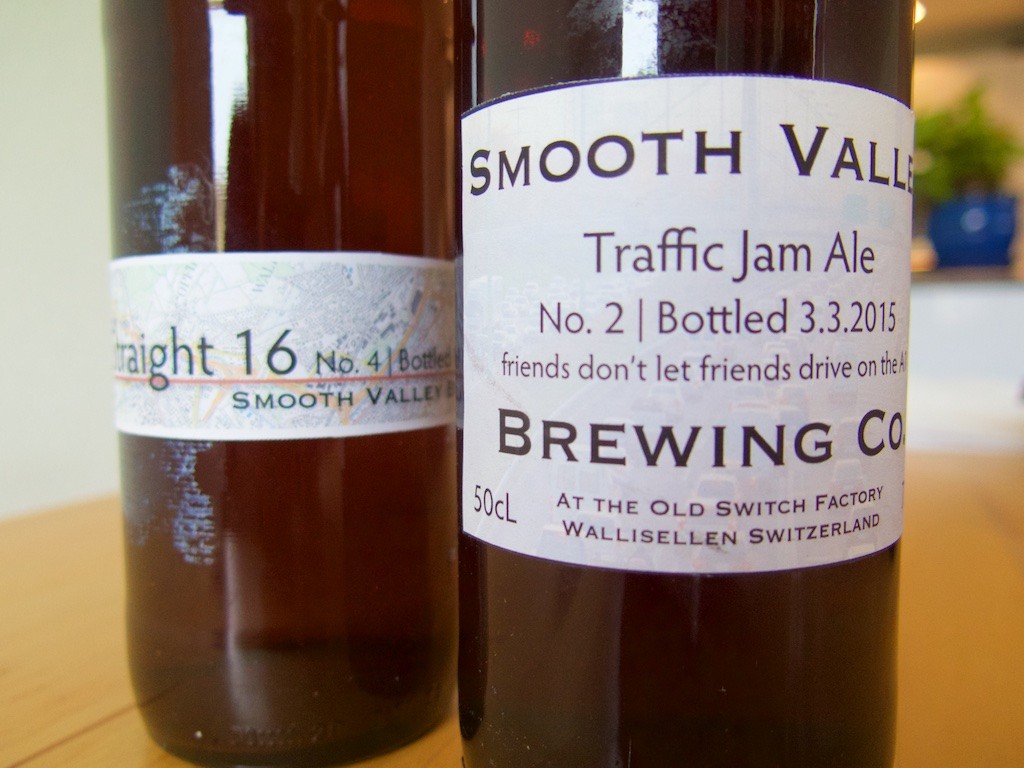 traight 16 No. 4 | Bottled
SMOOTH VALLEY
SMOOTH VALLE
Traffic Jam Ale
No. 2 | Bottled 3.3.2015
friends don't let friends drive on the A
BREWING CO.
50cL
AT THE OLD SWITCH FACTORY
WALLISELLEN SWITZERLAND